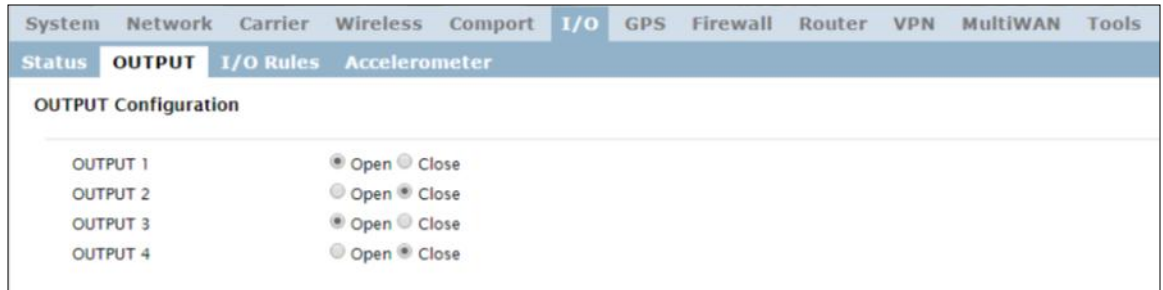 System Network Carrier Wireless Comport I/O GPS Firewall Router VPN MultiWAN Tools
Status OUTPUT I/O Rules Accelerometer
OUTPUT Configuration
OUTPUT 1 Open Close
OUTPUT 2 Open Close
OUTPUT 3 Open Close
OUTPUT 4 Open Close